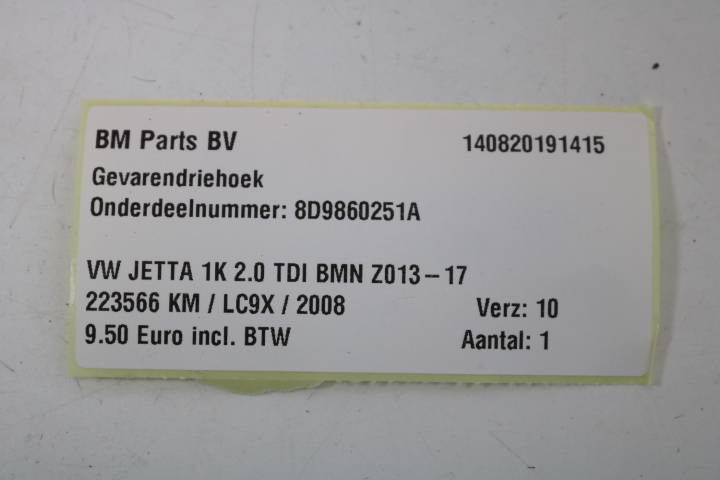 BM Parts BV 140820191415
Gevarendriehoek
Onderdeelnummer: 8D9860251A
VW JETTA 1K 2.0 TDI BMN Z013-17
223566 KM / LC9X / 2008 Verz: 10
9.50 Euro incl. BTW Aantal: 1